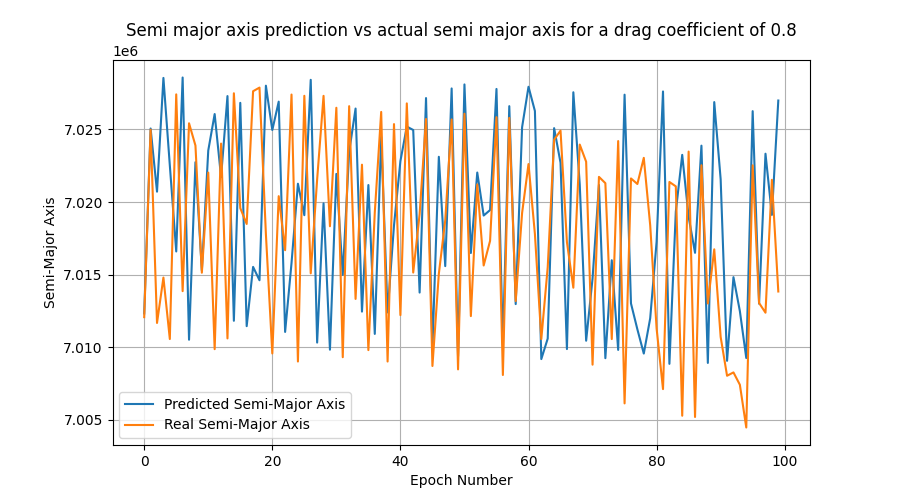 Semi major axis prediction vs actual semi major axis for a drag coefficient of 0.8
1e6
7.025
7.020
7.015
7.010
7.005
Semi-Major Axis
Predicted Semi-Major Axis
Real Semi-Major Axis
0 20 40 60 80 100
Epoch Number